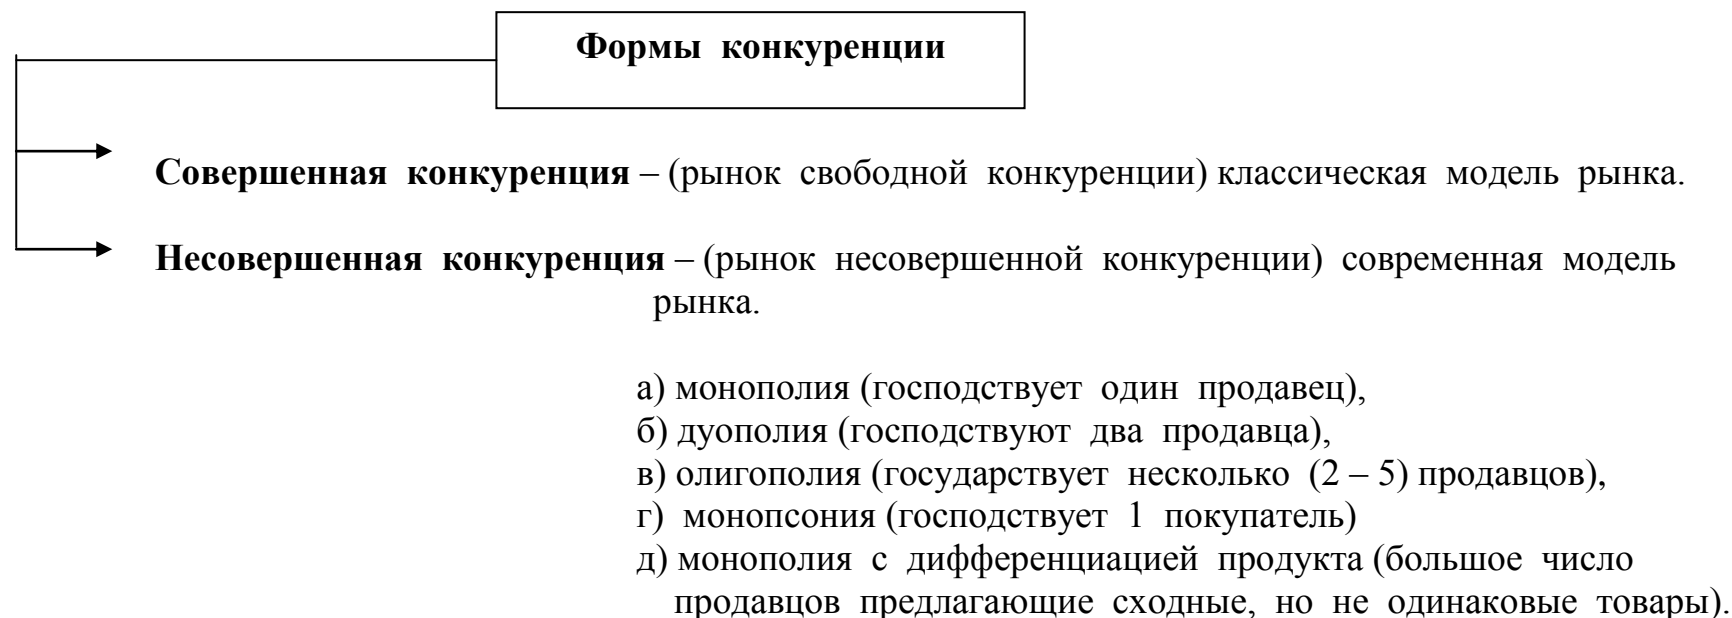 Формы конкуренции
Совершенная конкуренция – (рынок свободной конкуренции) классическая модель рынка.
Несовершенная конкуренция – (рынок несовершенной конкуренции) современная модель
рынка.
а) монополия (господствует один продавец),
б) дуополия (господствуют два продавца),
в) олигополия (государствует несколько (2 – 5) продавцов),
г) монопсония (господствует 1 покупатель)
д) монополия с дифференциацией продукта (большое число
продавцов предлагающие сходные, но не одинаковые товары).